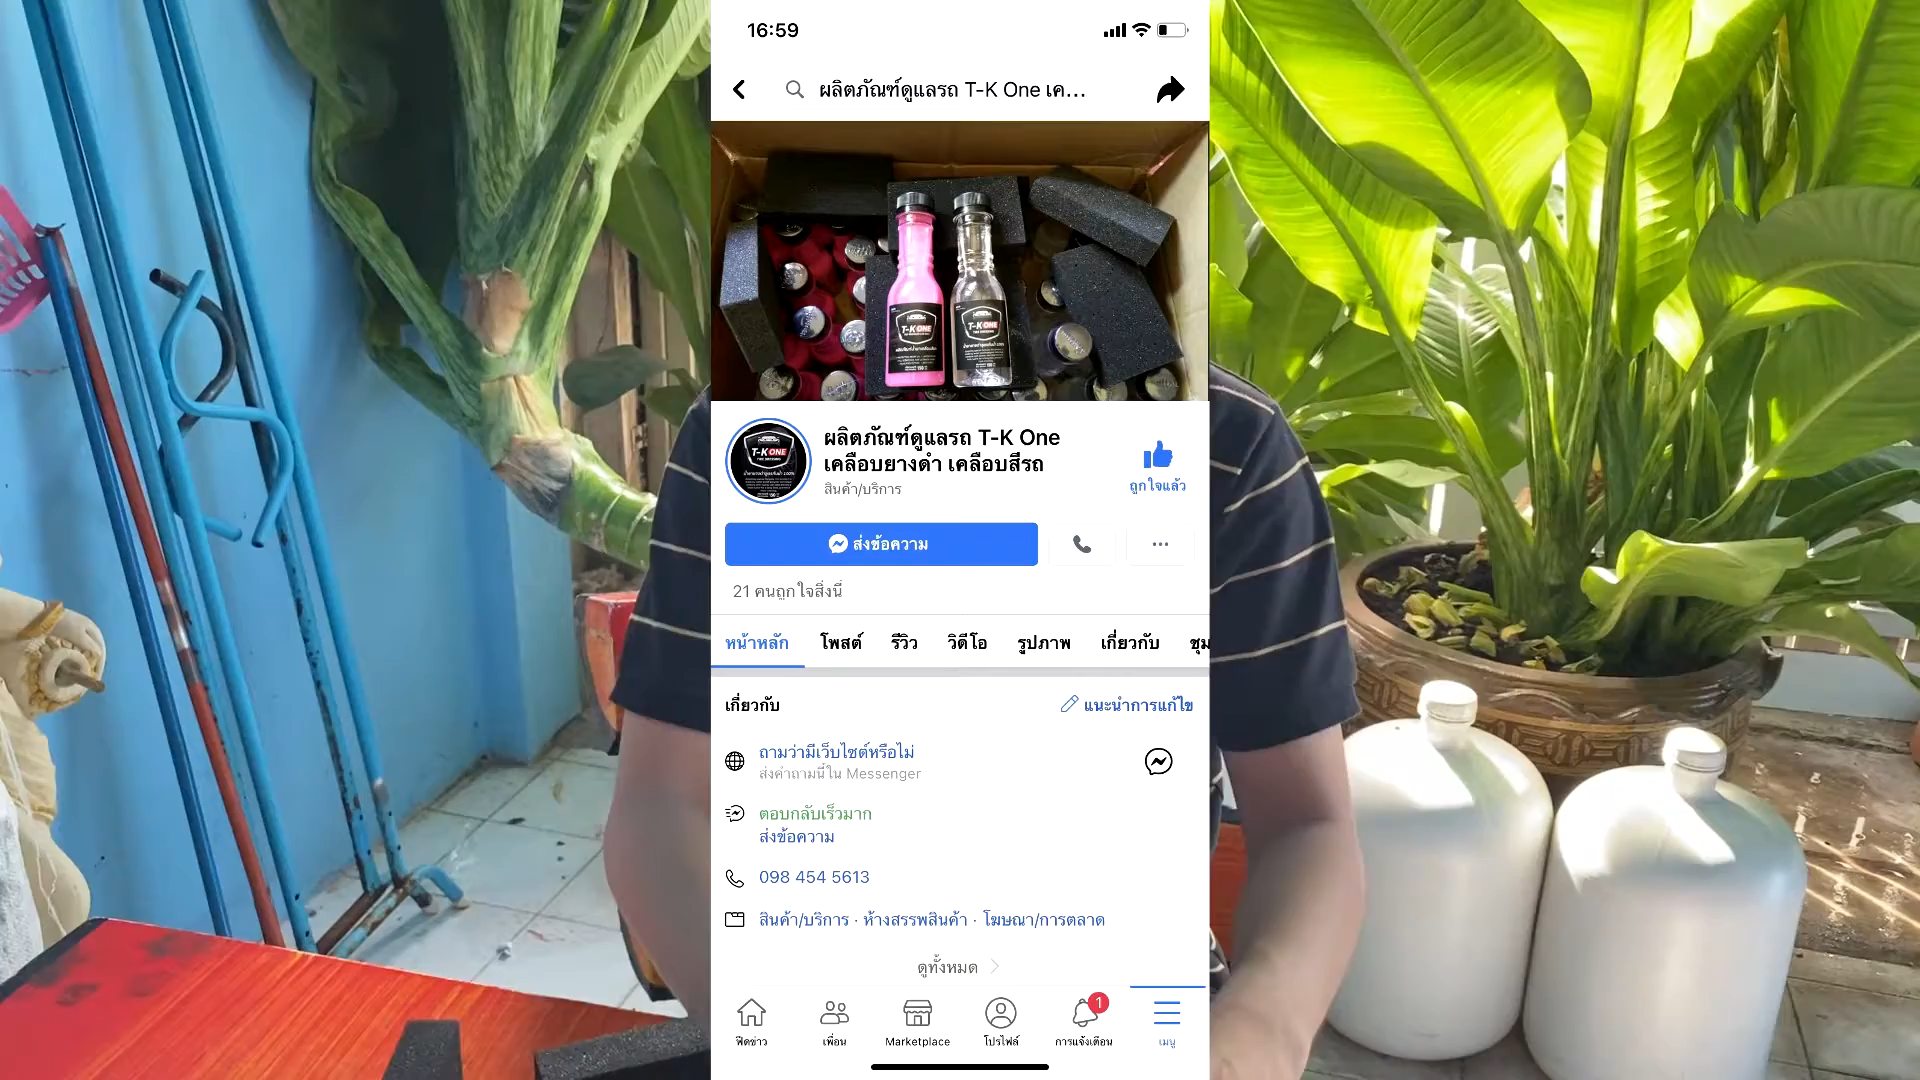 16:59
ผลิตภัณฑ์ดูแลรถ T-K One เค...
T-K ONE
T-K ONE
T-K ONE
ผลิตภัณฑ์ดูแลรถ T-K One
เคลือบยางดำ เคลือบสีรถ
สินค้า/บริการ
ถูกใจแล้ว
ส่งข้อความ
21 คนถูกใจสิ่งนี้
หน้าหลัก โพสต์ รีวิว วิดีโอ รูปภาพ เกี่ยวกับ ชุม
เกี่ยวกับ
แนะนำการแก้ไข
ถามว่ามีเว็บไซต์หรือไม่
ส่งคำถามนี้ใน Messenger
ตอบกลับเร็วมาก
ส่งข้อความ
098 454 5613
สินค้า/บริการ · ห้างสรรพสินค้า · โฆษณา/การตลาด
ดูทั้งหมด
1
ฟีดข่าว เพื่อน Marketplace โปรไฟล์ การแจ้งเตือน เมนู